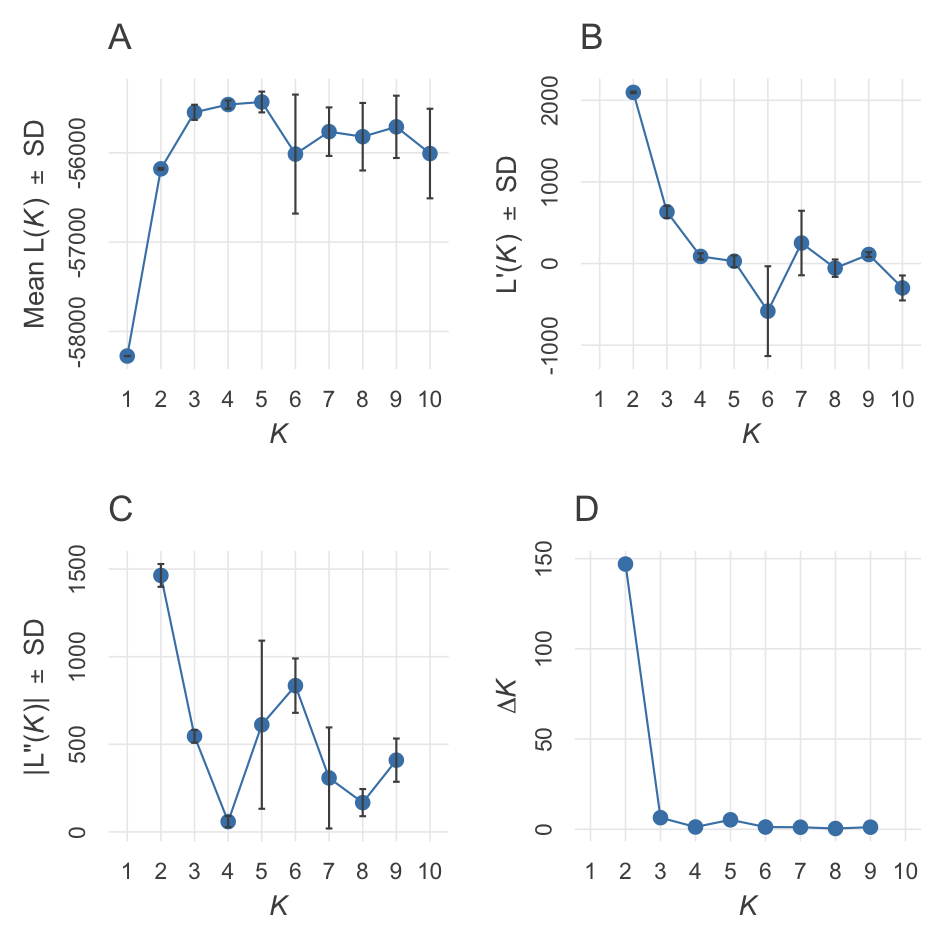 A
Mean L(K) ± SD
-56000
-57000
-58000
1 2 3 4 5 6 7 8 9 10
K
B
L'(K) ± SD
2000
1000
0
-1000
1 2 3 4 5 6 7 8 9 10
K
C
|L"(K)| ± SD
1500
1000
500
0
1 2 3 4 5 6 7 8 9 10
K
D
ΔK
150
100
50
0
1 2 3 4 5 6 7 8 9 10
K